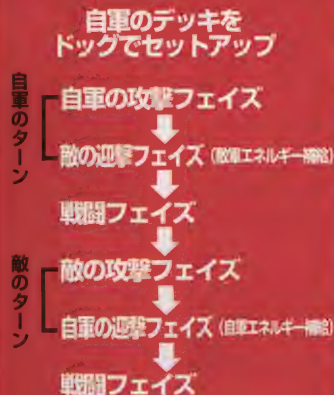 自軍のデッキを
ドッグでセットアップ
自軍のターン
自軍の攻撃フェイズ
敵の迎撃フェイズ (敵軍エネルギー補給)
戦闘フェイズ
敵のターン
敵の攻撃フェイズ
自軍の迎撃フェイズ (自軍エネルギー補給)
戦闘フェイズ